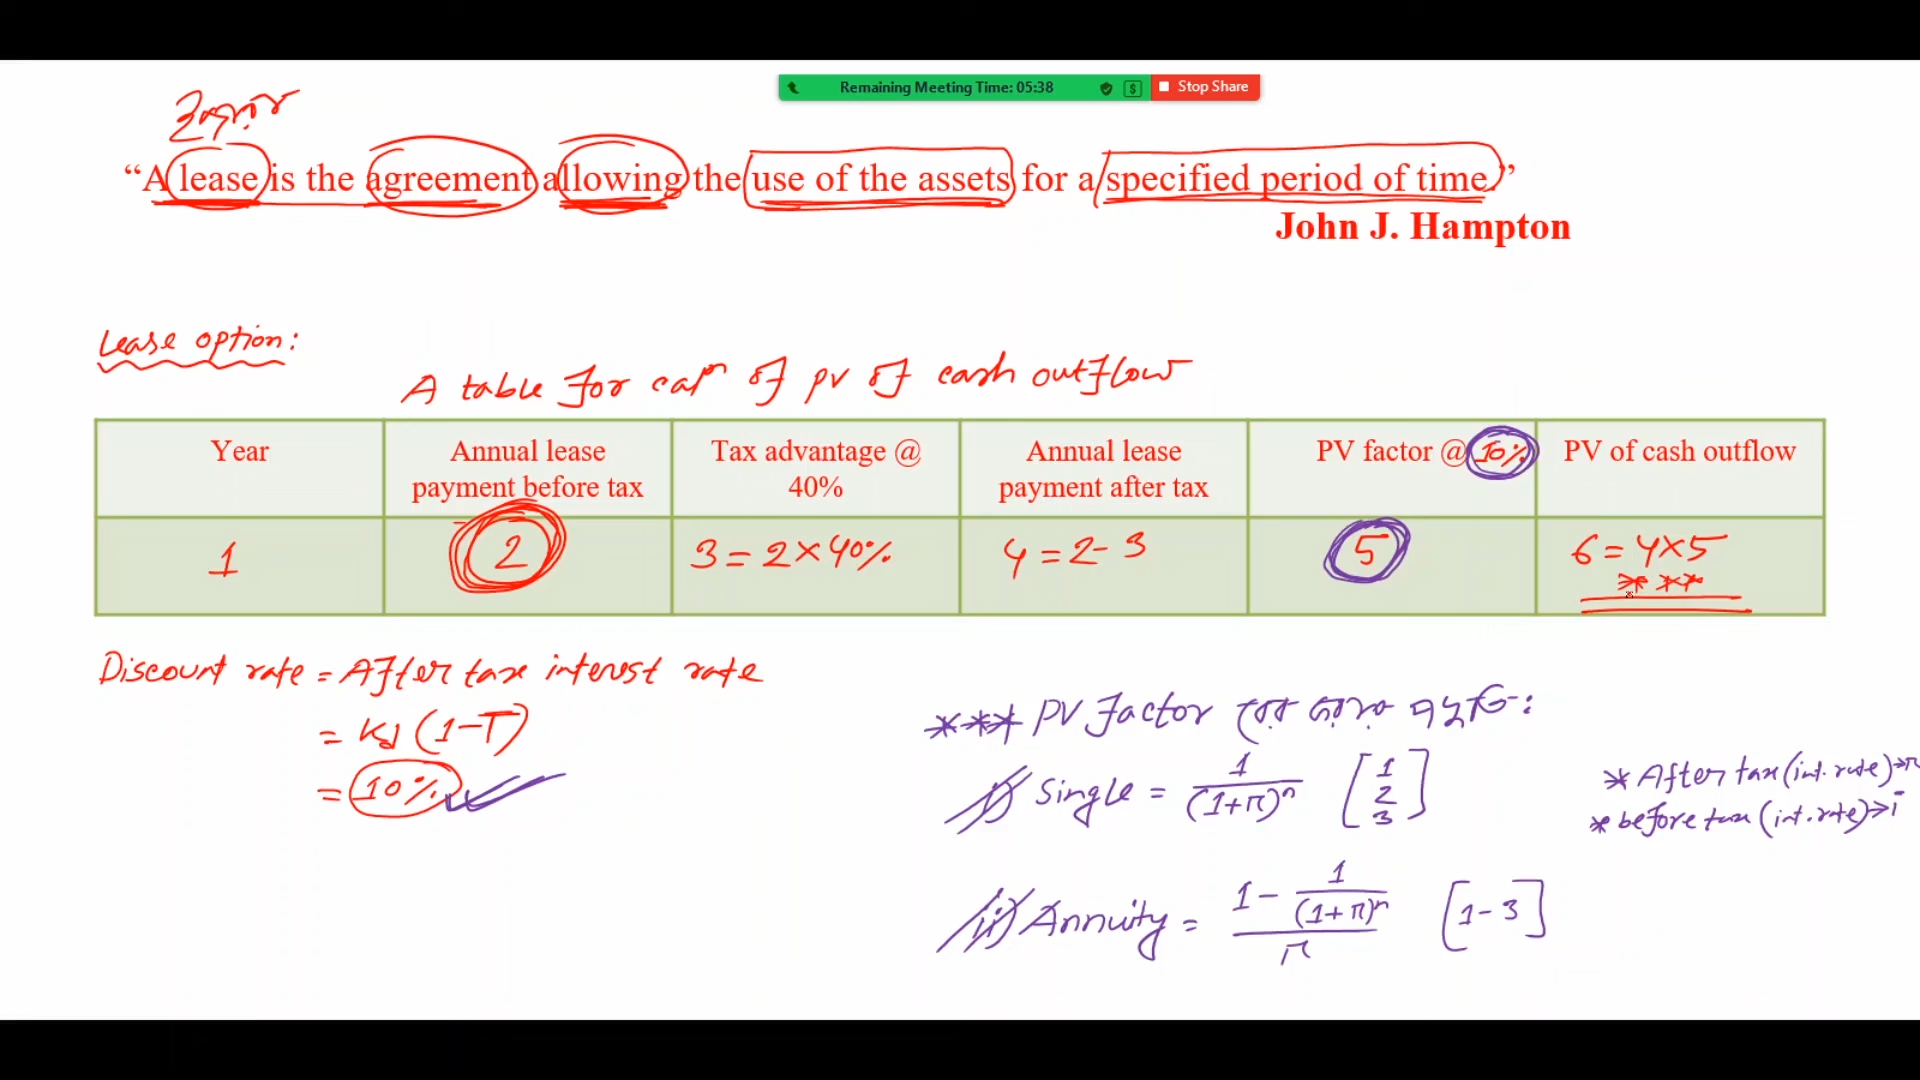 Remaining Meeting Time: 05:38
$
Stop Share
“A lease is the agreement allowing the use of the assets for a specified period of time.”
John J. Hampton
Lease option:
A table for calⁿ of pv of cash outflow
Year
Annual lease payment before tax
Tax advantage @ 40%
Annual lease payment after tax
PV factor @ 10%
PV of cash outflow
1
2
3 = 2 × 40%
4 = 2 - 3
5
6 = 4 × 5
***
Discount rate = After tax interest rate
= Kd (1-T)
= 10%
*** PV factor বের করার পদ্ধতি:
i) Single = 1/(1+r)ⁿ [1 2 3]
* After tax (int. rate) → r
* before tax (int. rate) → i
ii) Annuity = (1 - 1/(1+r)ⁿ)/r [1-3]